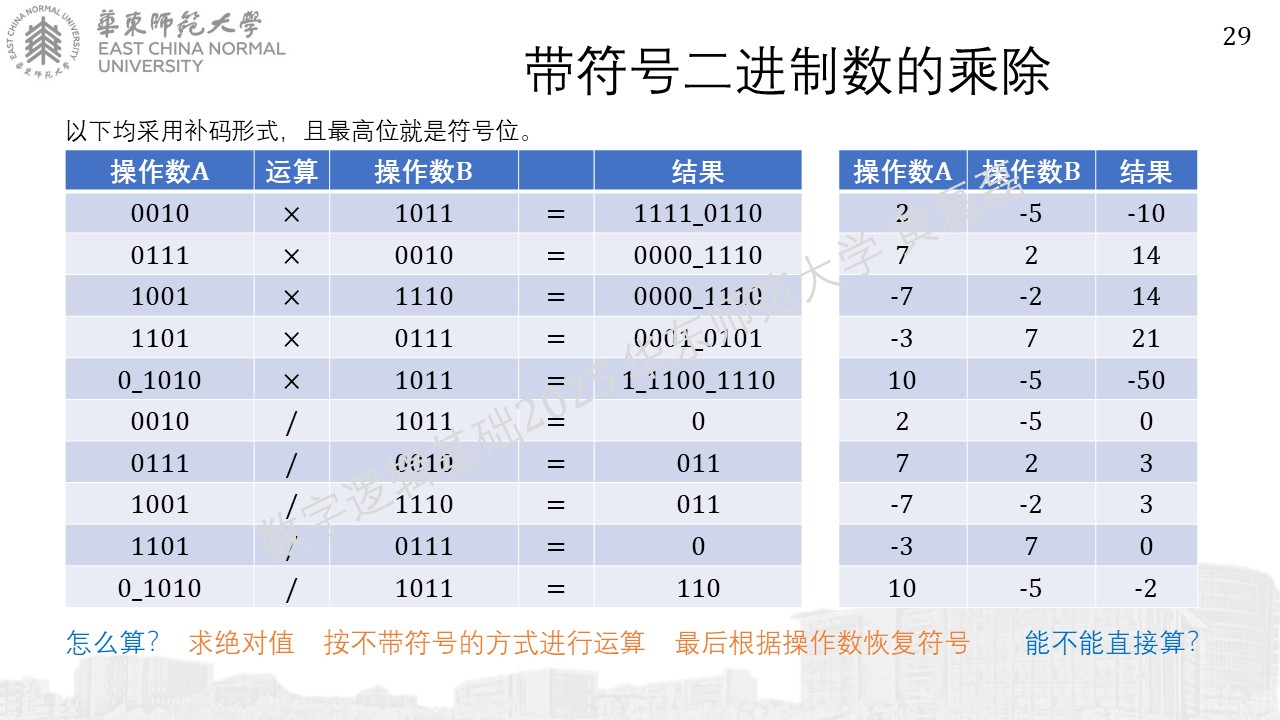 華東師範大學
EAST CHINA NORMAL
UNIVERSITY
29
带符号二进制数的乘除
以下均采用补码形式，且最高位就是符号位。
操作数A 运算 操作数B 结果 操作数A 操作数B 结果
0010 × 1011 = 1111_0110 2 -5 -10
0111 × 0010 = 0000_1110 7 2 14
1001 × 1110 = 0000_1110 -7 -2 14
1101 × 0111 = 0001_0101 -3 7 21
0_1010 × 1011 = 1_1100_1110 10 -5 -50
0010 / 1011 = 0 2 -5 0
0111 / 0010 = 011 7 2 3
1001 / 1110 = 011 -7 -2 3
1101 / 0111 = 0 -3 7 0
0_1010 / 1011 = 110 10 -5 -2
怎么算？ 求绝对值 按不带符号的方式进行运算 最后根据操作数恢复符号 能不能直接算？
数字逻辑基础2025 华东师范大学 黄